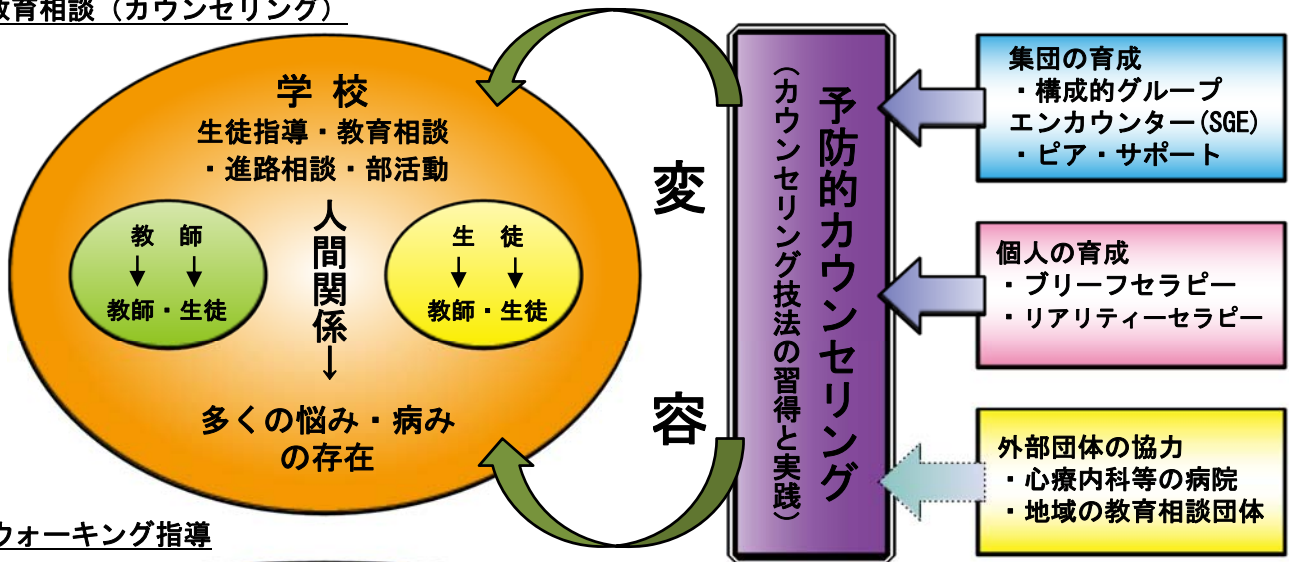 教育相談（カウンセリング）
学 校
生徒指導・教育相談
・進路相談・部活動
人間関係→
教 師
↓ ↓
教師・生徒
生 徒
↓ ↓
教師・生徒
多くの悩み・病み
の存在
変
容
予防的カウンセリング
（カウンセリング技法の習得と実践）
集団の育成
・構成的グループ
エンカウンター(SGE)
・ピア・サポート
個人の育成
・ブリーフセラピー
・リアリティーセラピー
外部団体の協力
・心療内科等の病院
・地域の教育相談団体
ウォーキング指導